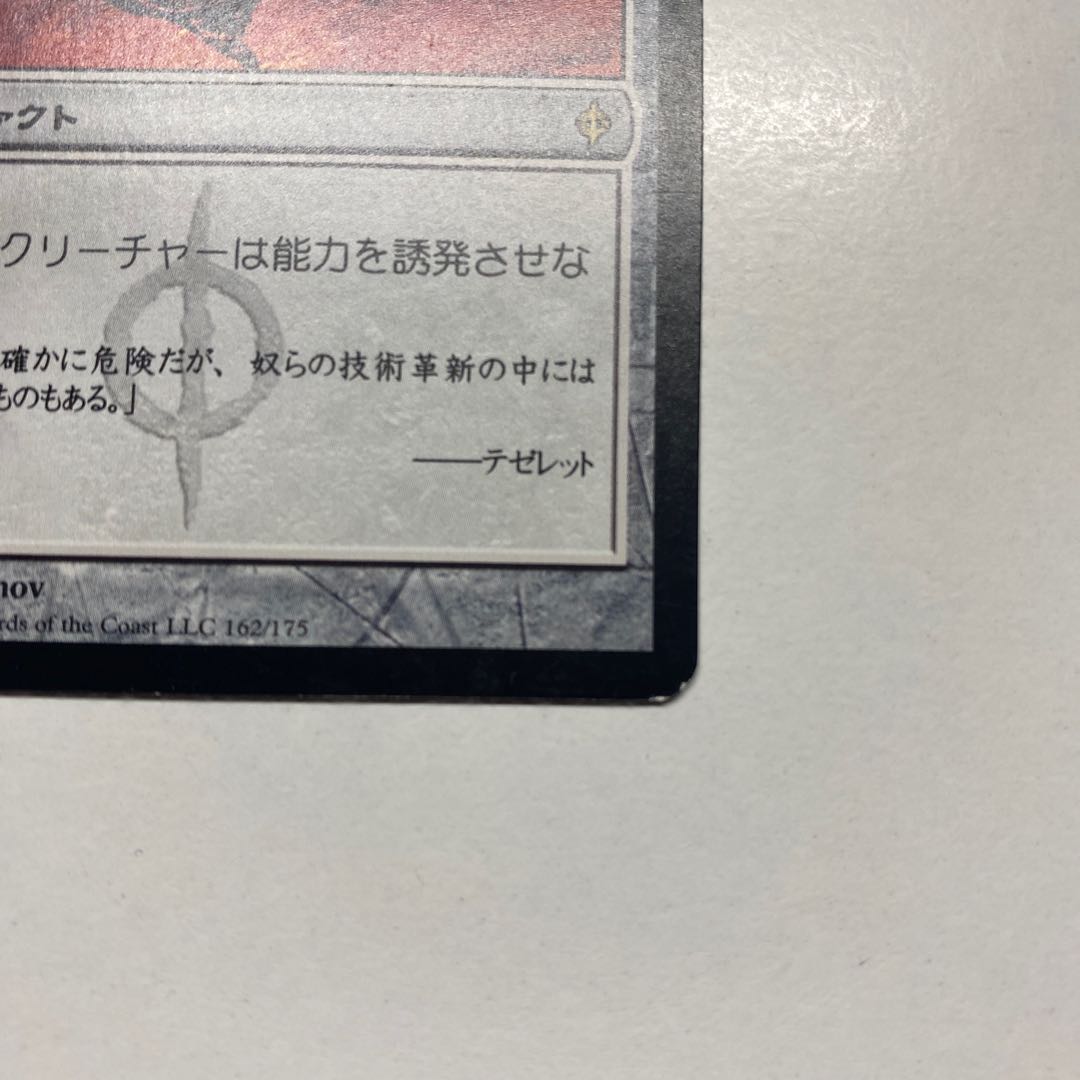 ァクト
クリーチャーは能力を誘発させな
確かに危険だが、奴らの技術革新の中には
ものもある。」
――テゼレット
nov
rds of the Coast LLC 162/175